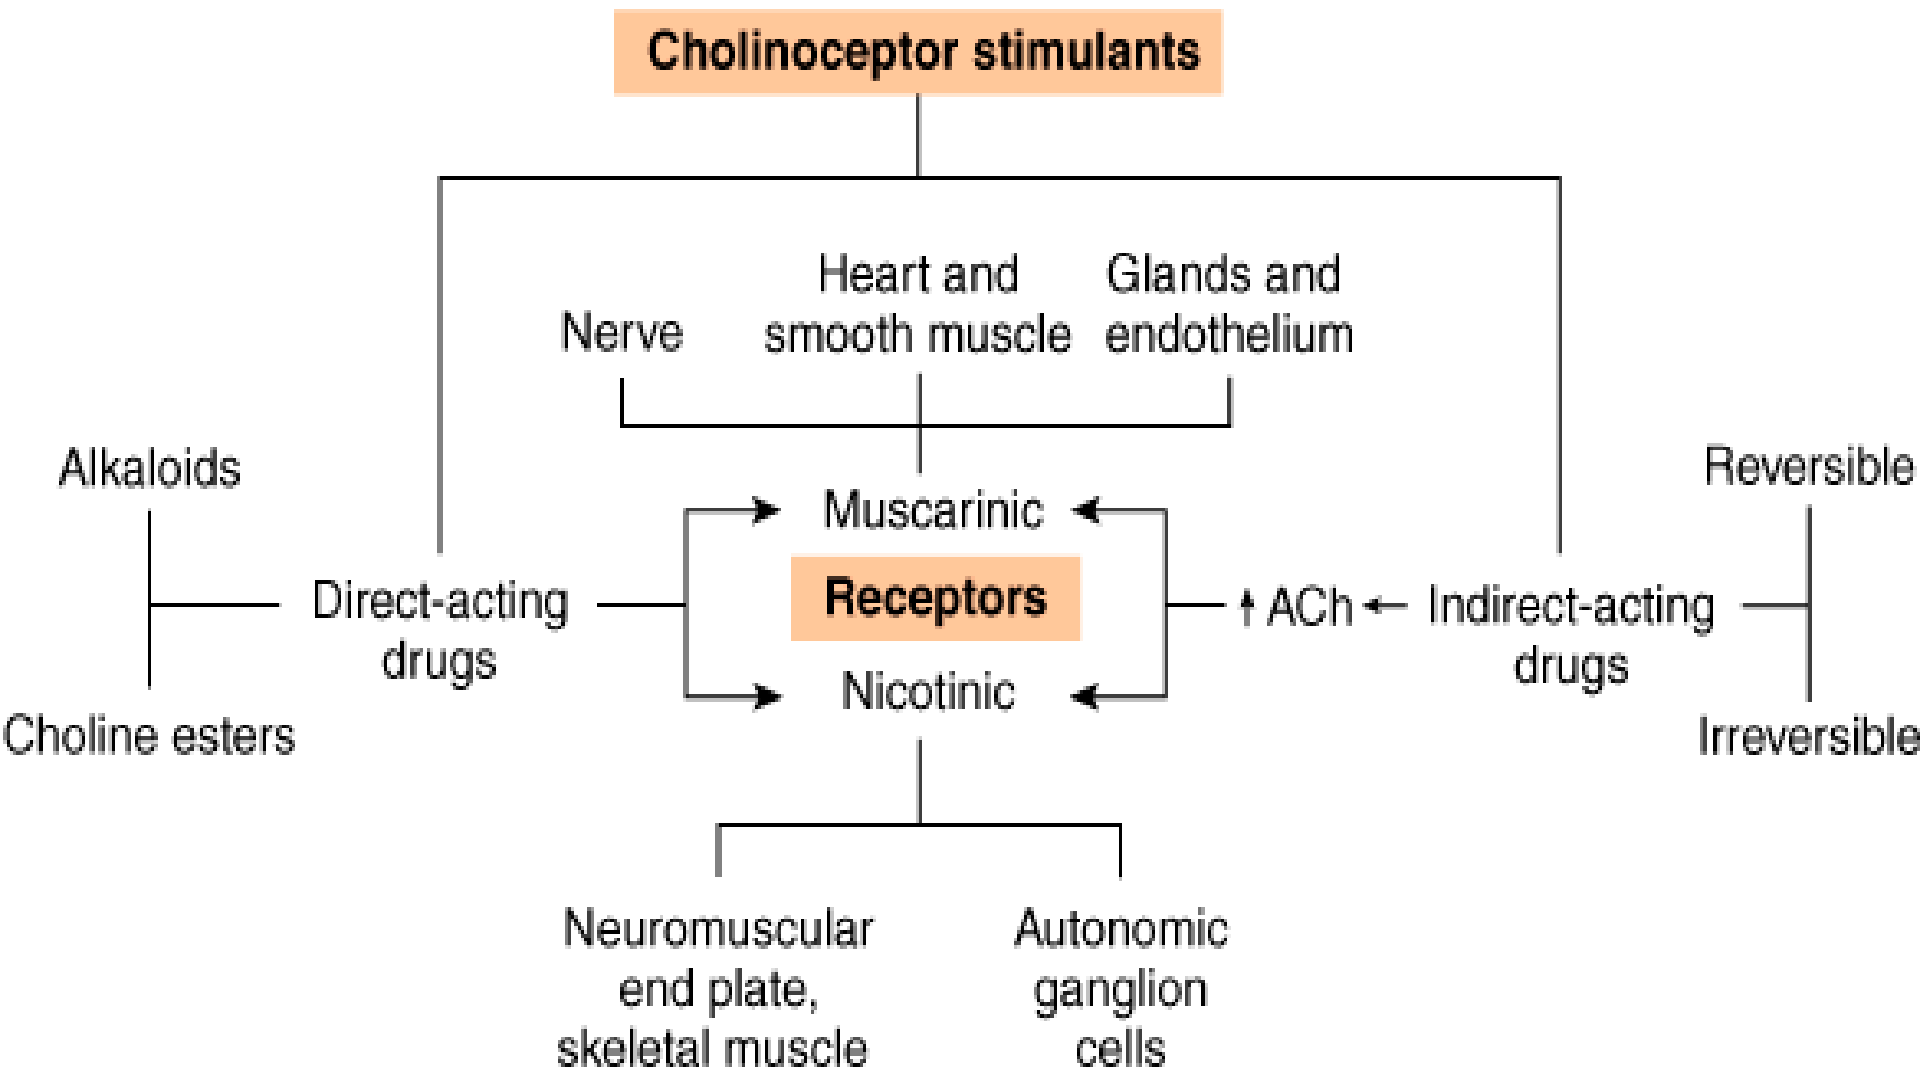 Cholinoceptor stimulants
Nerve
Heart and
smooth muscle
Glands and
endothelium
Alkaloids
Choline esters
Direct-acting
drugs
Muscarinic
Receptors
Nicotinic
↑ ACh ←
Indirect-acting
drugs
Reversible
Irreversible
Neuromuscular
end plate,
skeletal muscle
Autonomic
ganglion
cells